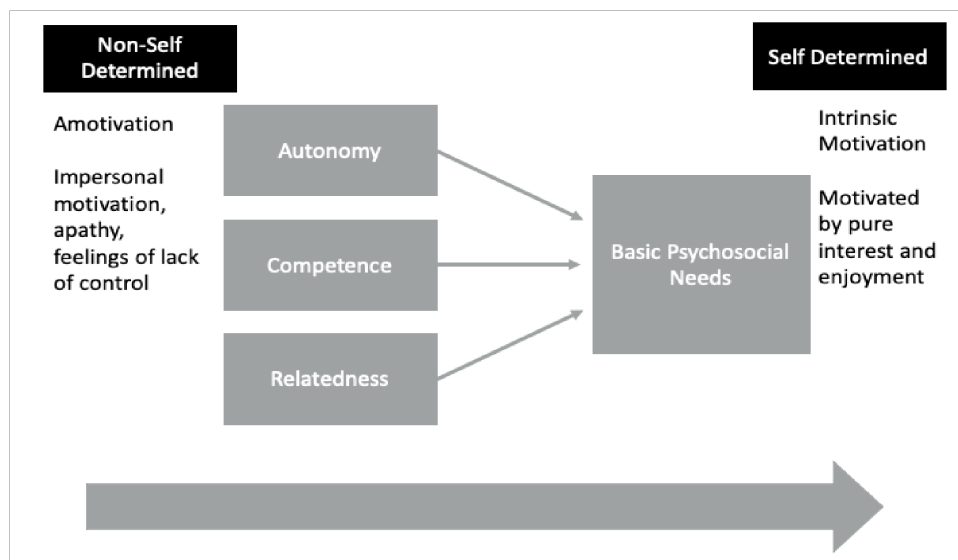 Non-Self
Determined
Self Determined
Amotivation
Impersonal
motivation,
apathy,
feelings of lack
of control
Autonomy
Competence
Relatedness
Basic Psychosocial
Needs
Intrinsic
Motivation
Motivated
by pure
interest and
enjoyment